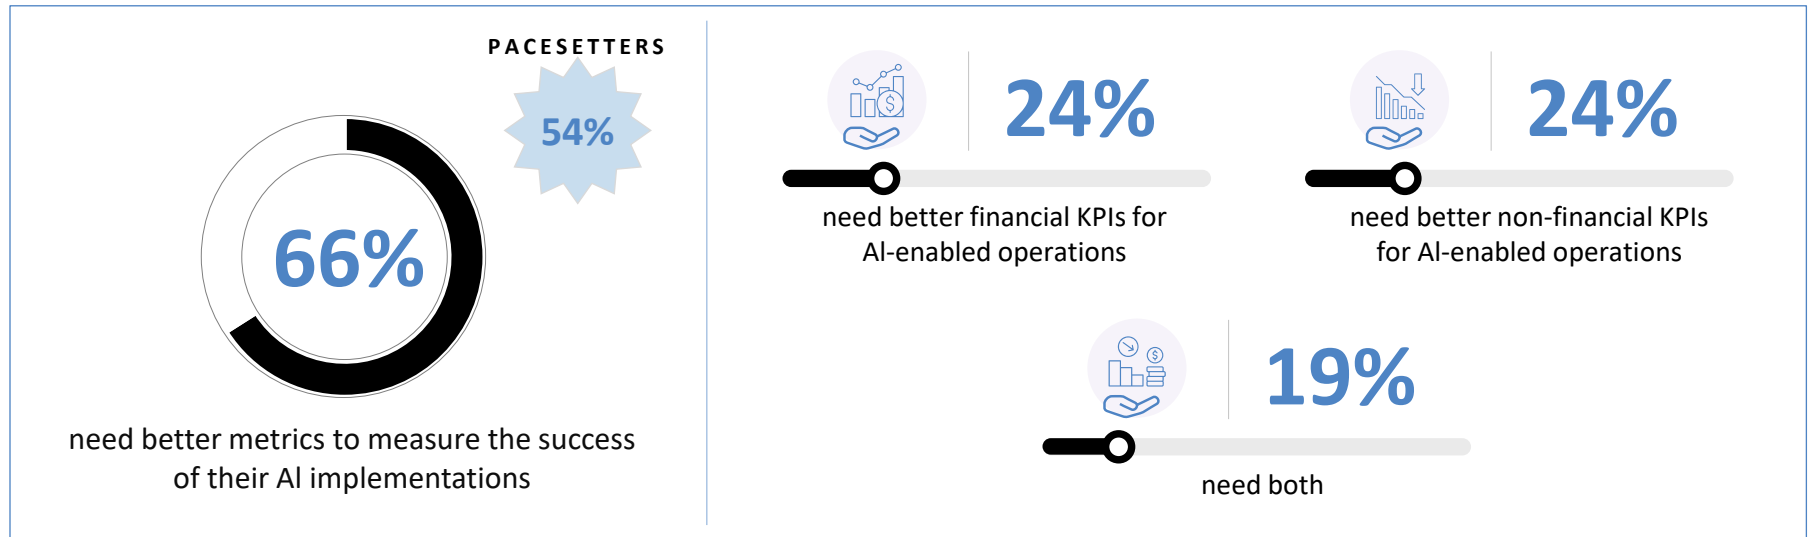 PACESETTERS
54%
66%
need better metrics to measure the success
of their AI implementations
24%
need better financial KPIs for
AI-enabled operations
24%
need better non-financial KPIs
for AI-enabled operations
19%
need both